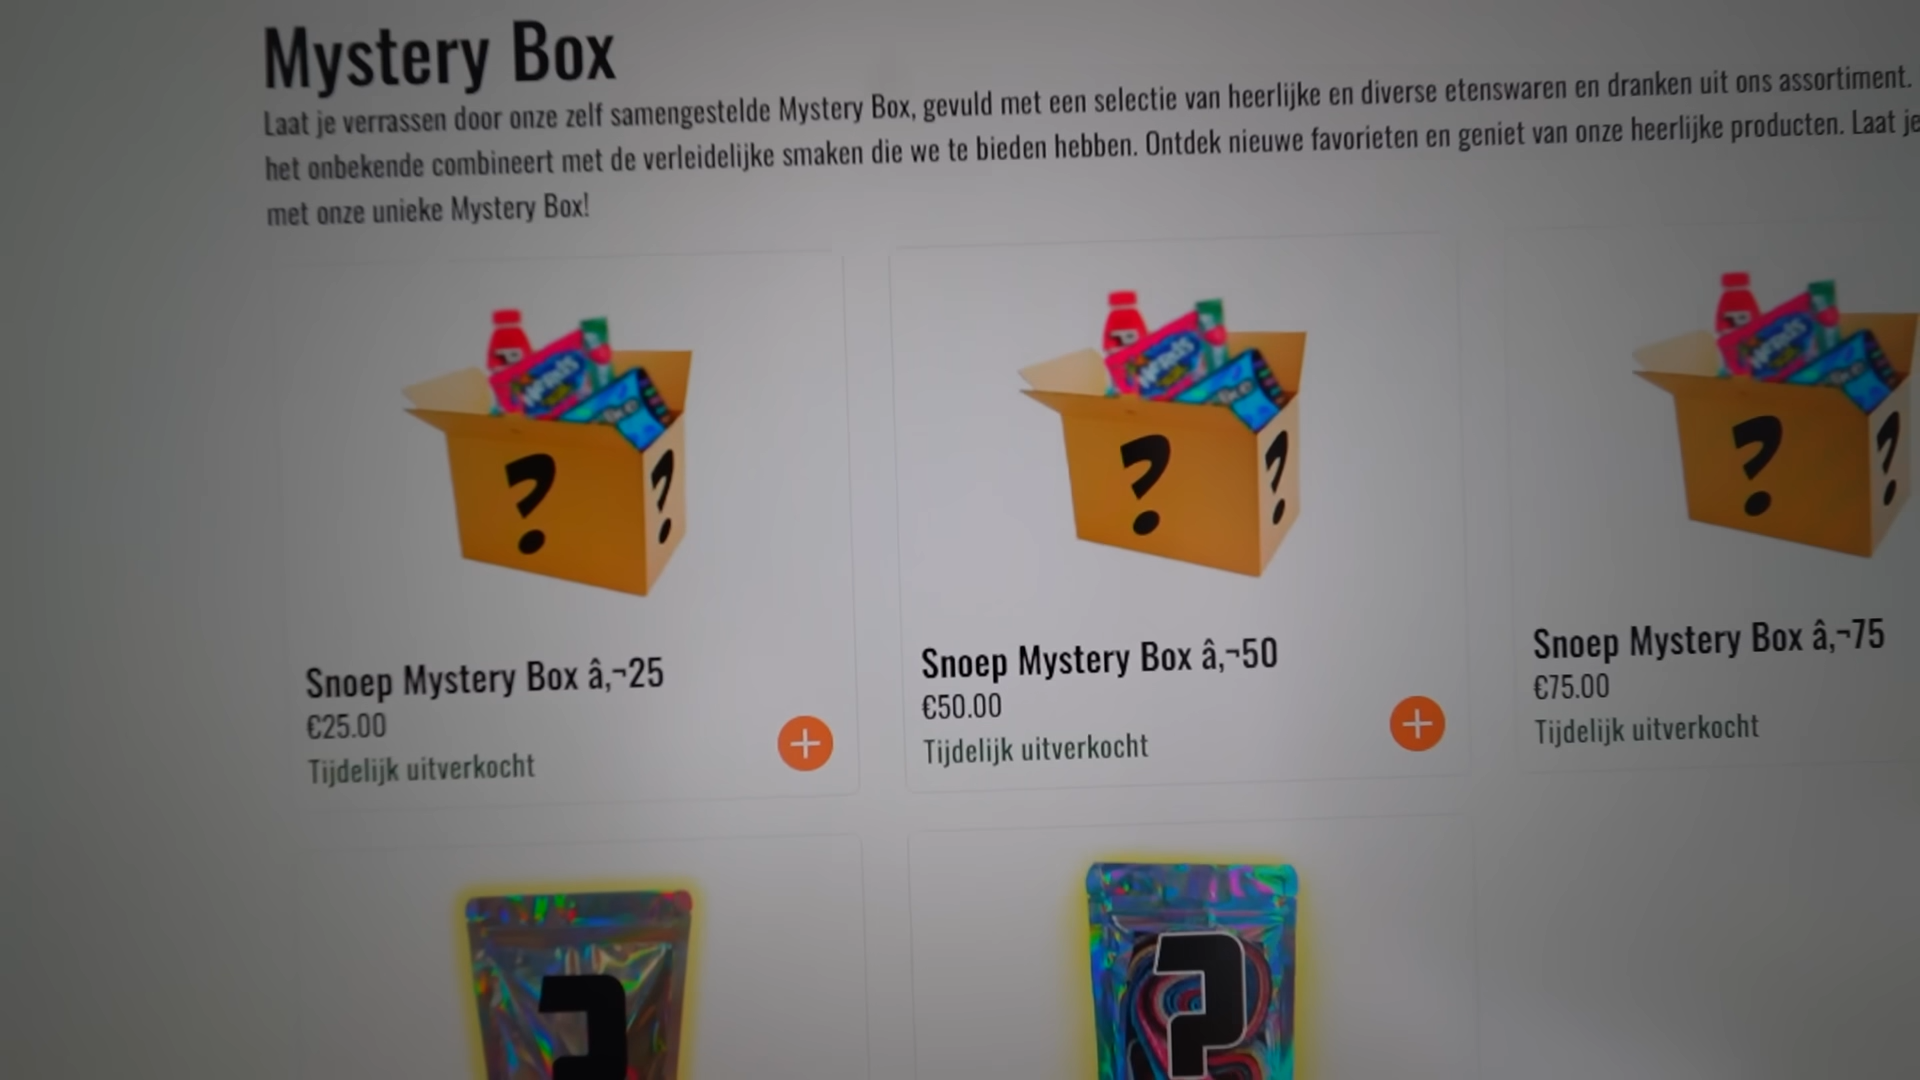 Mystery Box
Laat je verrassen door onze zelf samengestelde Mystery Box, gevuld met een selectie van heerlijke en diverse etenswaren en dranken uit ons assortiment.
het onbekende combineert met de verleidelijke smaken die we te bieden hebben. Ontdek nieuwe favorieten en geniet van onze heerlijke producten. Laat je
met onze unieke Mystery Box!
? ?
? ?
? ?
Snoep Mystery Box â‚¬25
€25.00
Tijdelijk uitverkocht
Snoep Mystery Box â‚¬50
€50.00
Tijdelijk uitverkocht
Snoep Mystery Box â‚¬75
€75.00
Tijdelijk uitverkocht
?
?